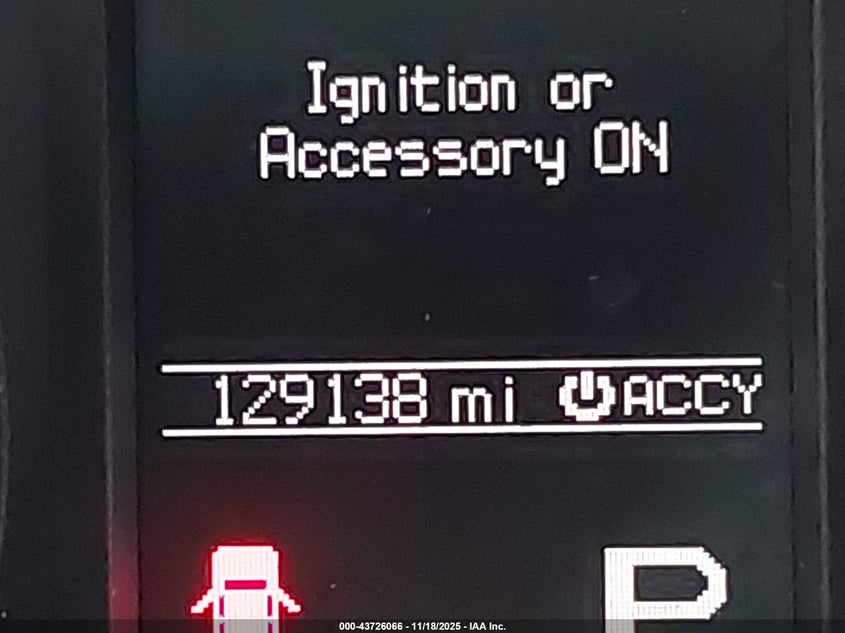 Ignition or
Accessory ON
129138 mi ACCY
P
000-43726066 - 11/18/2025 - IAA Inc.